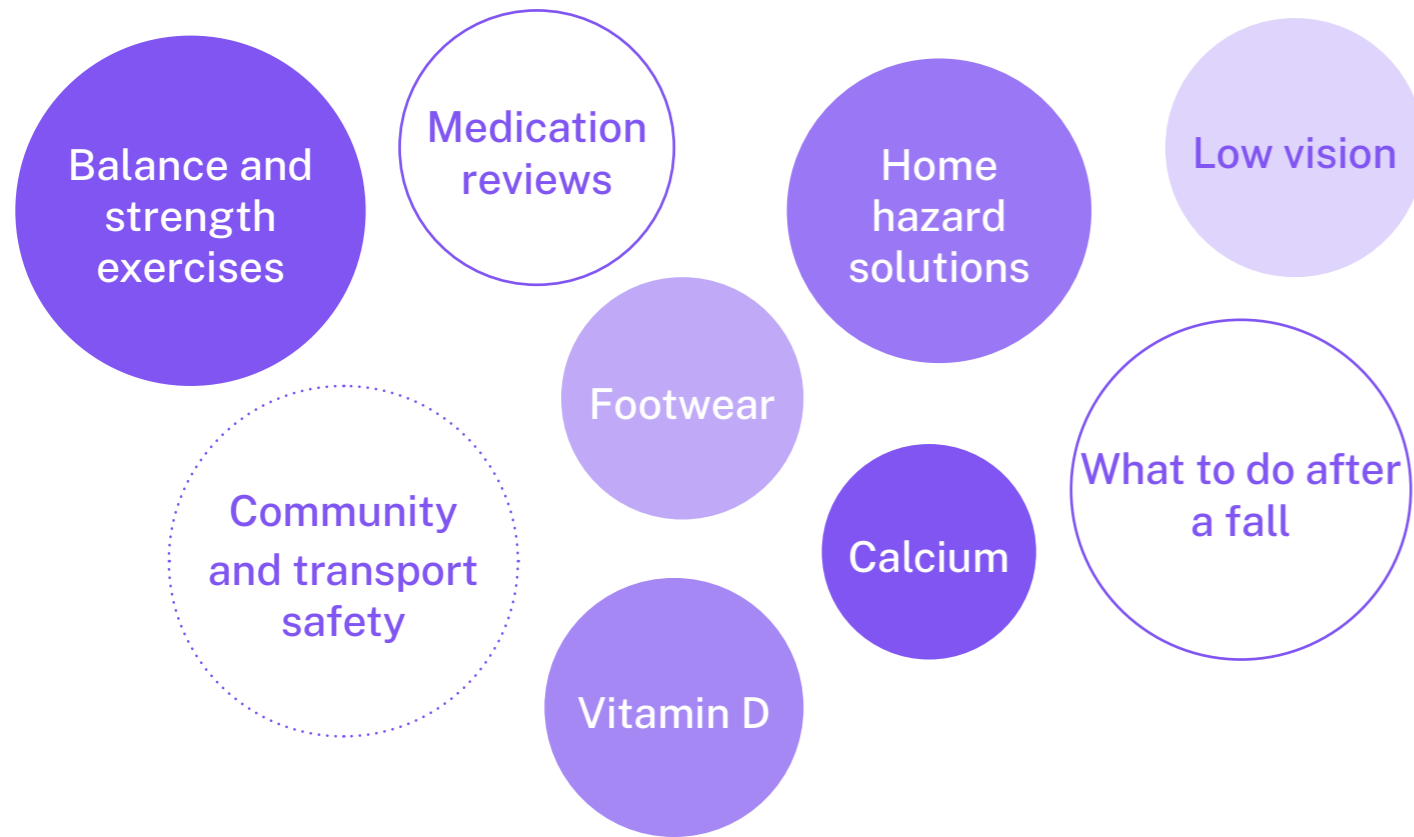 Balance and
strength
exercises
Medication
reviews
Home
hazard
solutions
Low vision
Footwear
Community
and transport
safety
Calcium
What to do after
a fall
Vitamin D